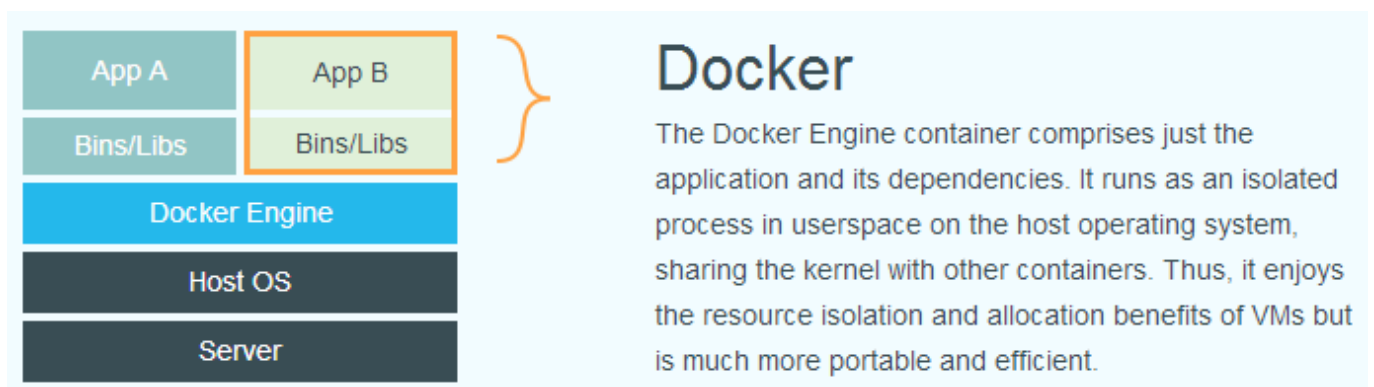 App A
App B
Bins/Libs
Bins/Libs
Docker Engine
Host OS
Server
Docker
The Docker Engine container comprises just the
application and its dependencies. It runs as an isolated
process in userspace on the host operating system,
sharing the kernel with other containers. Thus, it enjoys
the resource isolation and allocation benefits of VMs but
is much more portable and efficient.